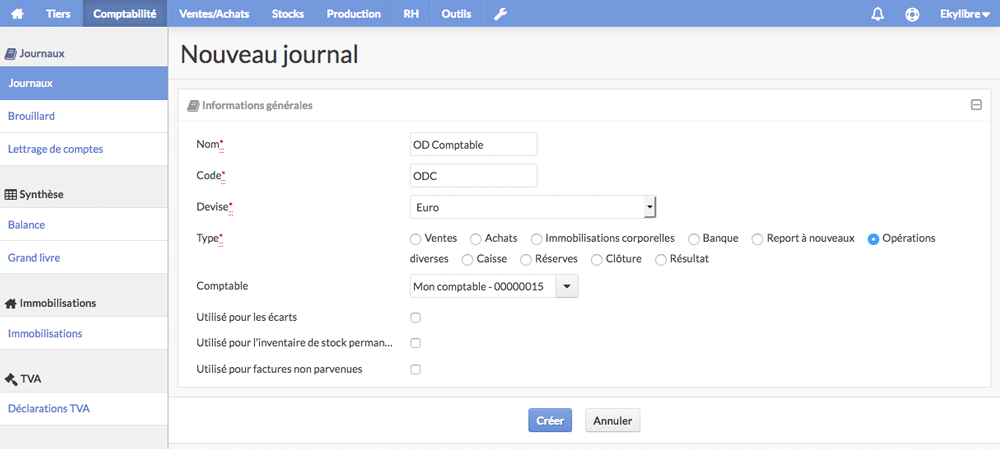 Tiers Comptabilité Ventes/Achats Stocks Production RH Outils Ekylibre
Journaux
Journaux
Brouillard
Lettrage de comptes
Synthèse
Balance
Grand livre
Immobilisations
Immobilisations
TVA
Déclarations TVA
Nouveau journal
Informations générales
Nom* OD Comptable
Code* ODC
Devise* Euro
Type* Ventes Achats Immobilisations corporelles Banque Report à nouveaux Opérations
diverses Caisse Réserves Clôture Résultat
Comptable Mon comptable - 00000015
Utilisé pour les écarts
Utilisé pour l'inventaire de stock perman...
Utilisé pour factures non parvenues
Créer Annuler